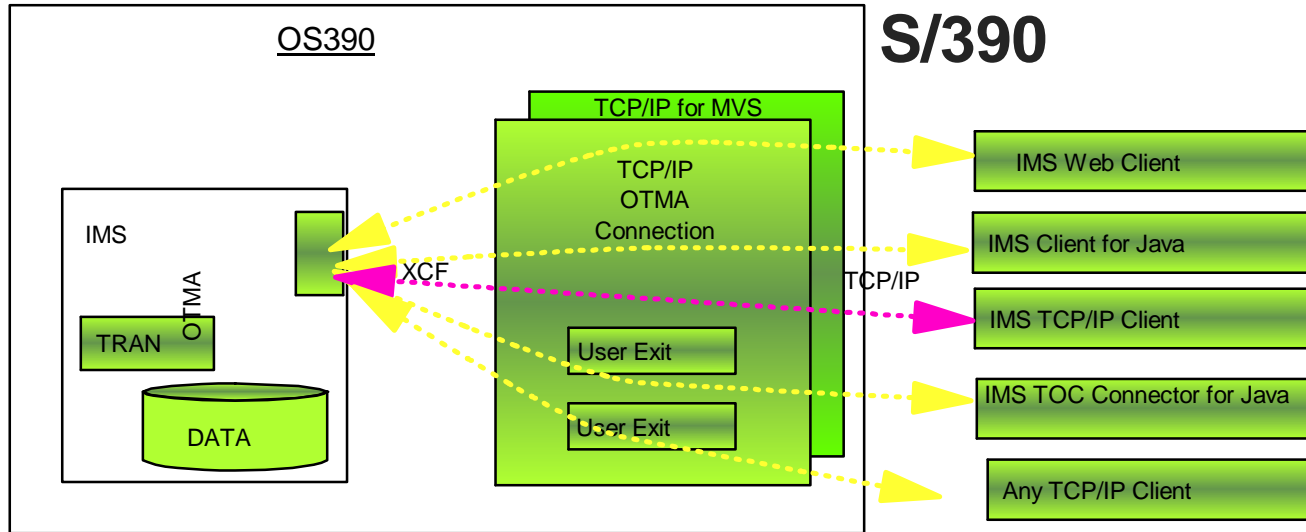 OS390
S/390
TCP/IP for MVS
TCP/IP
OTMA
Connection
IMS
OTMA
TRAN
DATA
XCF
User Exit
User Exit
TCP/IP
IMS Web Client
IMS Client for Java
IMS TCP/IP Client
IMS TOC Connector for Java
Any TCP/IP Client